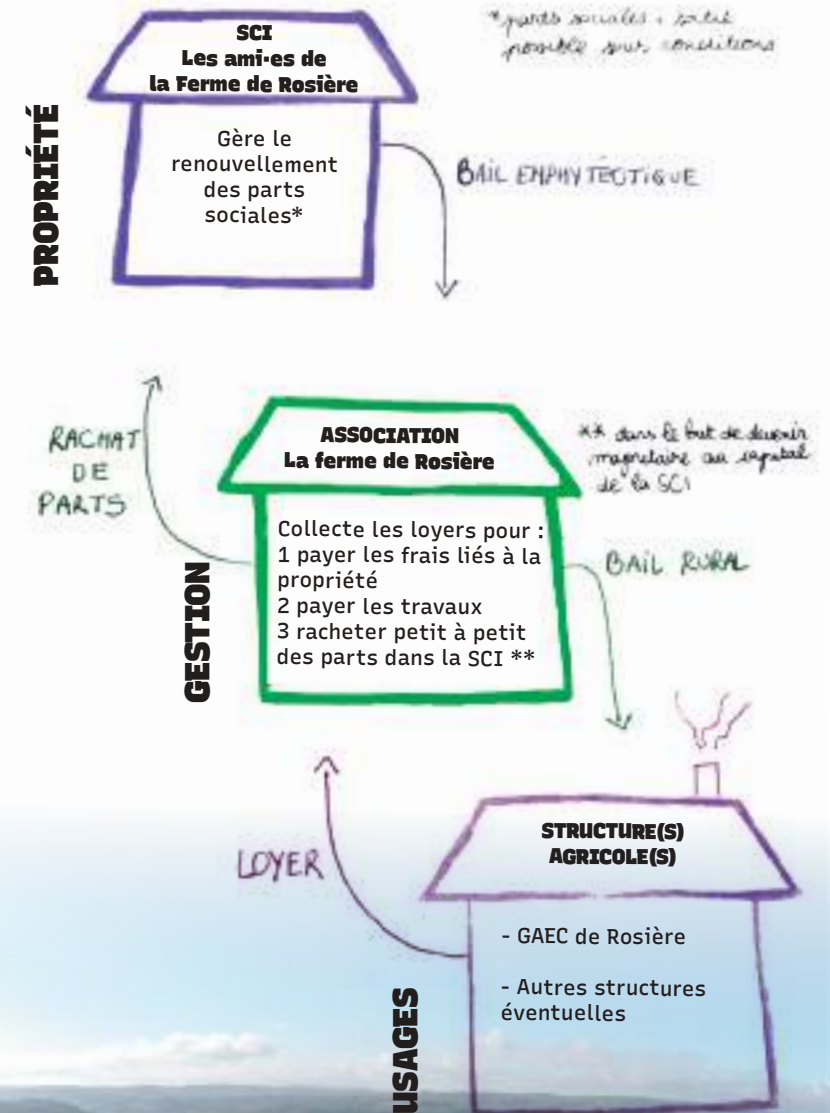 *parts sociales : sortie
possible sous conditions
SCI
Les ami·es de
la Ferme de Rosière
PROPRIÉTÉ
Gère le
renouvellement
des parts
sociales*
BAIL EMPHYTÉOTIQUE
RACHAT
DE
PARTS
ASSOCIATION
La ferme de Rosière
** dans le but de devenir
majoritaire au capital
de la SCI
GESTION
Collecte les loyers pour :
1 payer les frais liés à la
propriété
2 payer les travaux
3 racheter petit à petit
des parts dans la SCI **
BAIL RURAL
LOYER
STRUCTURE(S)
AGRICOLE(S)
USAGES
- GAEC de Rosière
- Autres structures
éventuelles